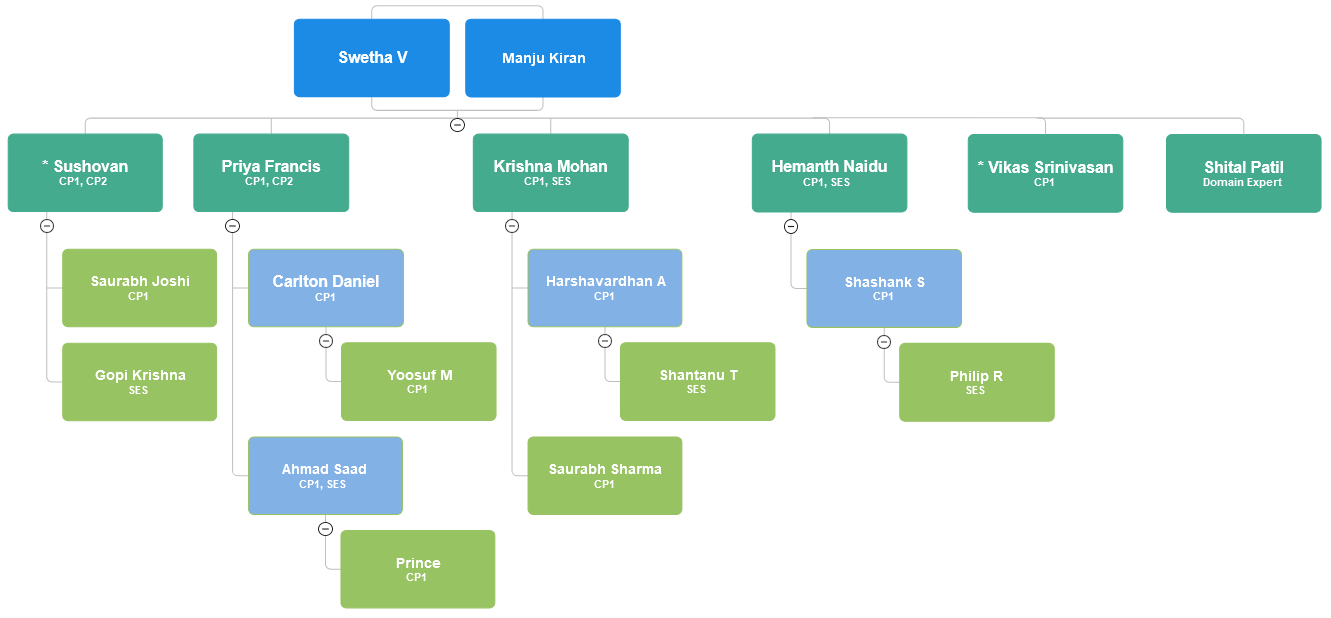 Swetha V
Manju Kiran
* Sushovan
CP1, CP2
Priya Francis
CP1, CP2
Krishna Mohan
CP1, SES
Hemanth Naidu
CP1, SES
* Vikas Srinivasan
CP1
Shital Patil
Domain Expert
Saurabh Joshi
CP1
Carlton Daniel
CP1
Harshavardhan A
CP1
Shashank S
CP1
Gopi Krishna
SES
Yoosuf M
CP1
Shantanu T
SES
Philip R
SES
Ahmad Saad
CP1, SES
Saurabh Sharma
CP1
Prince
CP1